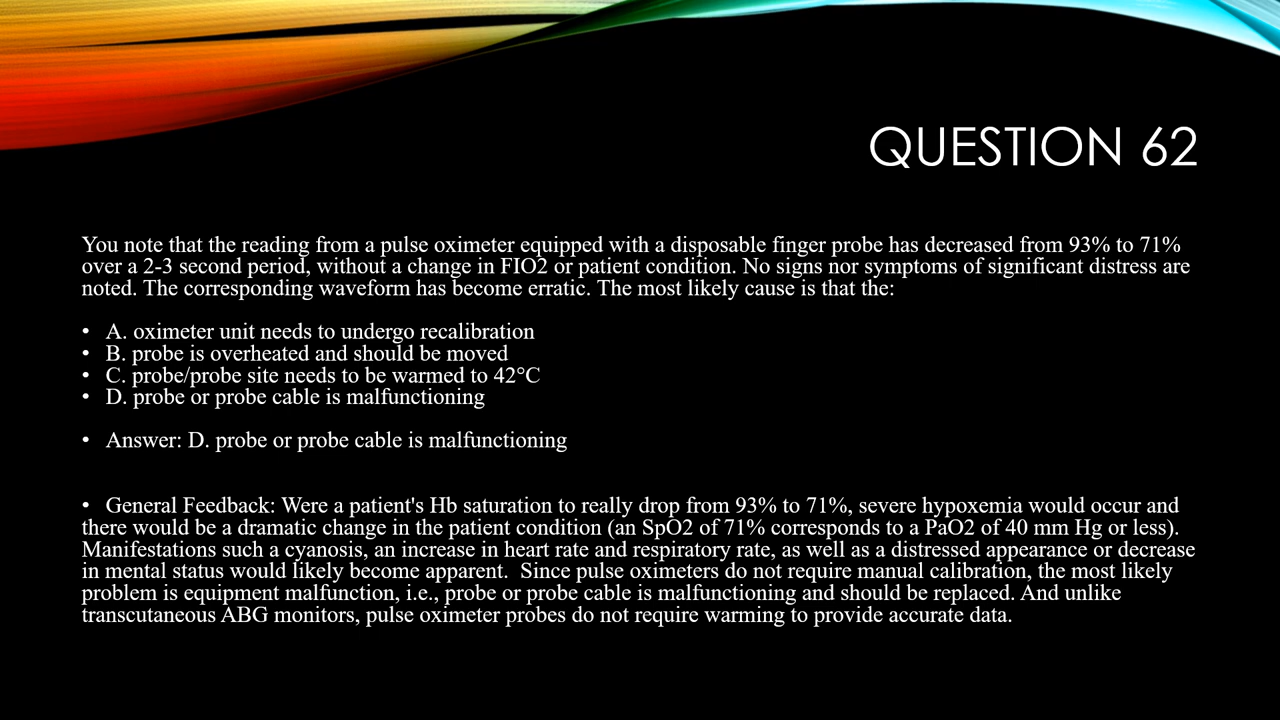 QUESTION 62
You note that the reading from a pulse oximeter equipped with a disposable finger probe has decreased from 93% to 71%
over a 2-3 second period, without a change in FIO2 or patient condition. No signs nor symptoms of significant distress are
noted. The corresponding waveform has become erratic. The most likely cause is that the:
• A. oximeter unit needs to undergo recalibration
• B. probe is overheated and should be moved
• C. probe/probe site needs to be warmed to 42°C
• D. probe or probe cable is malfunctioning
• Answer: D. probe or probe cable is malfunctioning
• General Feedback: Were a patient's Hb saturation to really drop from 93% to 71%, severe hypoxemia would occur and
there would be a dramatic change in the patient condition (an SpO2 of 71% corresponds to a PaO2 of 40 mm Hg or less).
Manifestations such a cyanosis, an increase in heart rate and respiratory rate, as well as a distressed appearance or decrease
in mental status would likely become apparent.  Since pulse oximeters do not require manual calibration, the most likely
problem is equipment malfunction, i.e., probe or probe cable is malfunctioning and should be replaced. And unlike
transcutaneous ABG monitors, pulse oximeter probes do not require warming to provide accurate data.